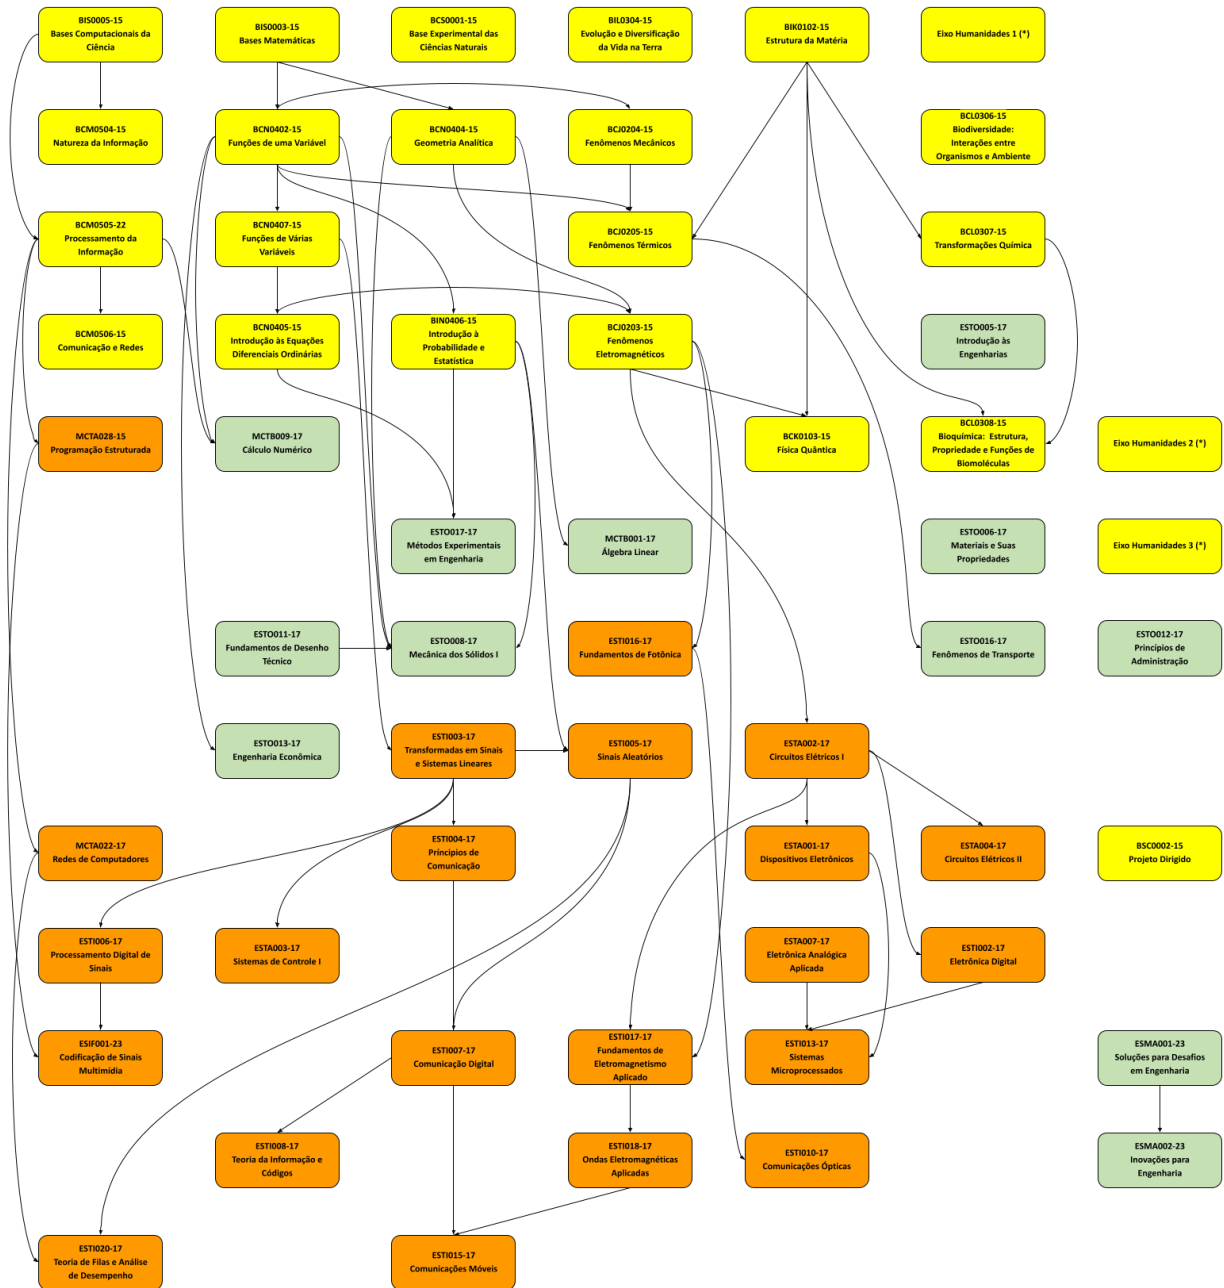 BIS0005-15
Bases Computacionais da
Ciência
BIS0003-15
Bases Matemáticas
BCS0001-15
Base Experimental das
Ciências Naturais
BIL0304-15
Evolução e Diversificação
da Vida na Terra
BIK0102-15
Estrutura da Matéria
Eixo Humanidades 1 (*)
BCM0504-15
Natureza da Informação
BCN0402-15
Funções de uma Variável
BCN0404-15
Geometria Analítica
BCJ0204-15
Fenômenos Mecânicos
BCL0306-15
Biodiversidade:
Interações entre
Organismos e Ambiente
BCM0505-22
Processamento da
Informação
BCN0407-15
Funções de Várias
Variáveis
BCJ0205-15
Fenômenos Térmicos
BCL0307-15
Transformações Química
BCM0506-15
Comunicação e Redes
BCN0405-15
Introdução às Equações
Diferenciais Ordinárias
BIN0406-15
Introdução à
Probabilidade e
Estatística
BCJ0203-15
Fenômenos
Eletromagnéticos
ESTO005-17
Introdução às
Engenharias
MCTA028-15
Programação Estruturada
MCTB009-17
Cálculo Numérico
BCK0103-15
Física Quântica
BCL0308-15
Bioquímica: Estrutura,
Propriedade e Funções de
Biomoléculas
Eixo Humanidades 2 (*)
ESTO017-17
Métodos Experimentais
em Engenharia
MCTB001-17
Álgebra Linear
ESTO006-17
Materiais e Suas
Propriedades
Eixo Humanidades 3 (*)
ESTO011-17
Fundamentos de Desenho
Técnico
ESTO008-17
Mecânica dos Sólidos I
ESTI016-17
Fundamentos de Fotônica
ESTO016-17
Fenômenos de Transporte
ESTO012-17
Princípios de
Administração
ESTO013-17
Engenharia Econômica
ESTI003-17
Transformadas em Sinais
e Sistemas Lineares
ESTI005-17
Sinais Aleatórios
ESTA002-17
Circuitos Elétricos I
MCTA022-17
Redes de Computadores
ESTI004-17
Príncipios de
Comunicação
ESTA001-17
Dispositivos Eletrônicos
ESTA004-17
Circuitos Elétricos II
BSC0002-15
Projeto Dirigido
ESTI006-17
Processamento Digital de
Sinais
ESTA003-17
Sistemas de Controle I
ESTA007-17
Eletrônica Analógica
Aplicada
ESTI002-17
Eletrônica Digital
ESIF001-23
Codificação de Sinais
Multimídia
ESTI007-17
Comunicação Digital
ESTI017-17
Fundamentos de
Eletromagnetismo
Aplicado
ESTI013-17
Sistemas
Microprocessados
ESMA001-23
Soluções para Desafios
em Engenharia
ESTI008-17
Teoria da Informação e
Códigos
ESTI018-17
Ondas Eletromagnéticas
Aplicadas
ESTI010-17
Comunicações Ópticas
ESMA002-23
Inovações para
Engenharia
ESTI020-17
Teoria de Filas e Análise
de Desempenho
ESTI015-17
Comunicações Móveis